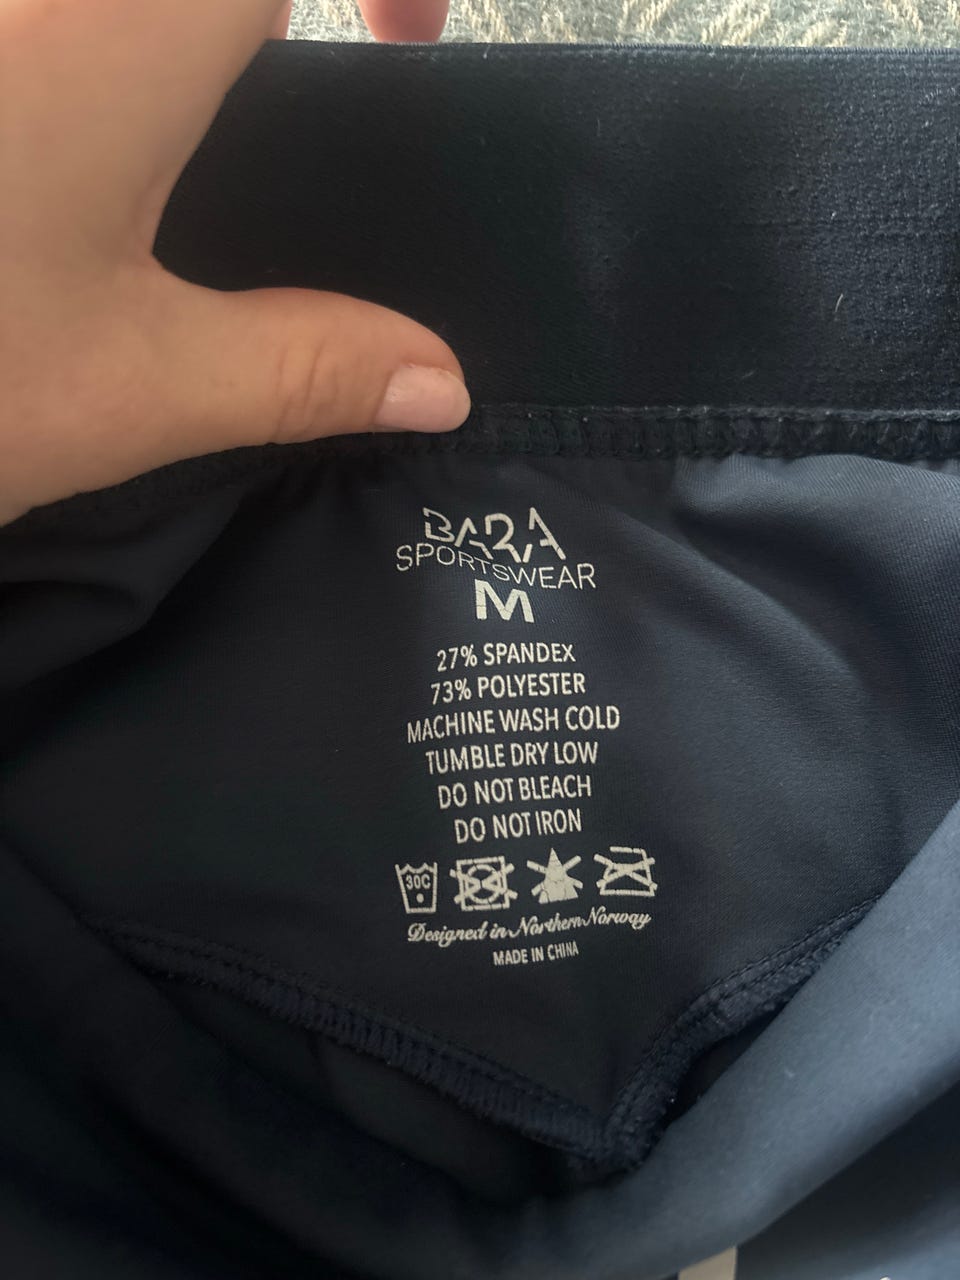 BARA
SPORTSWEAR
M
27% SPANDEX
73% POLYESTER
MACHINE WASH COLD
TUMBLE DRY LOW
DO NOT BLEACH
DO NOT IRON
30C
Designed in Northern Norway
MADE IN CHINA